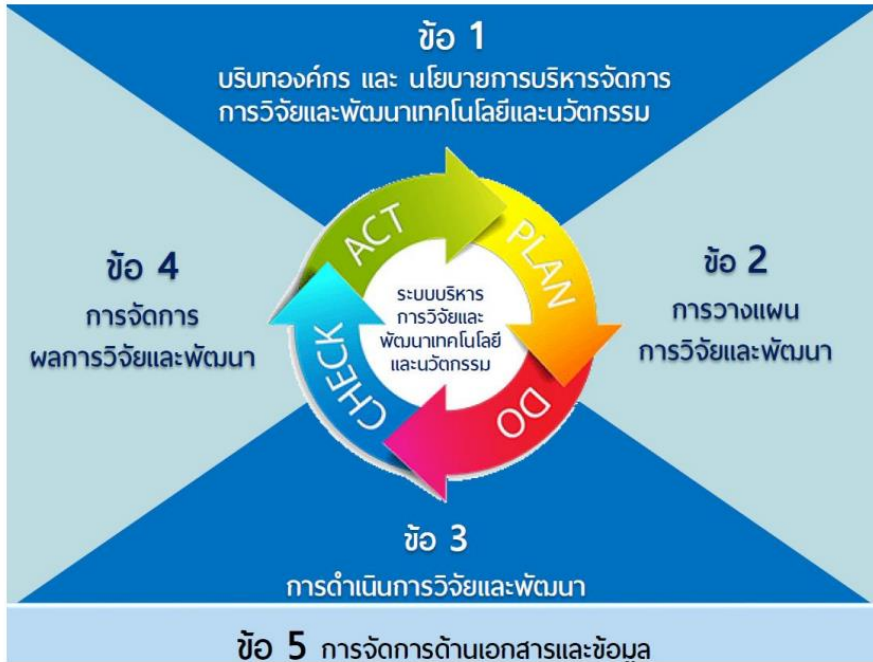 ข้อ 1
บริบทองค์กร และ นโยบายการบริหารจัดการ
การวิจัยและพัฒนาเทคโนโลยีและนวัตกรรม
ACT
PLAN
ข้อ 4
การจัดการ
ผลการวิจัยและพัฒนา
ระบบบริหาร
การวิจัยและ
พัฒนาเทคโนโลยี
และนวัตกรรม
ข้อ 2
การวางแผน
การวิจัยและพัฒนา
CHECK
DO
ข้อ 3
การดำเนินการวิจัยและพัฒนา
ข้อ 5 การจัดการด้านเอกสารและข้อมูล